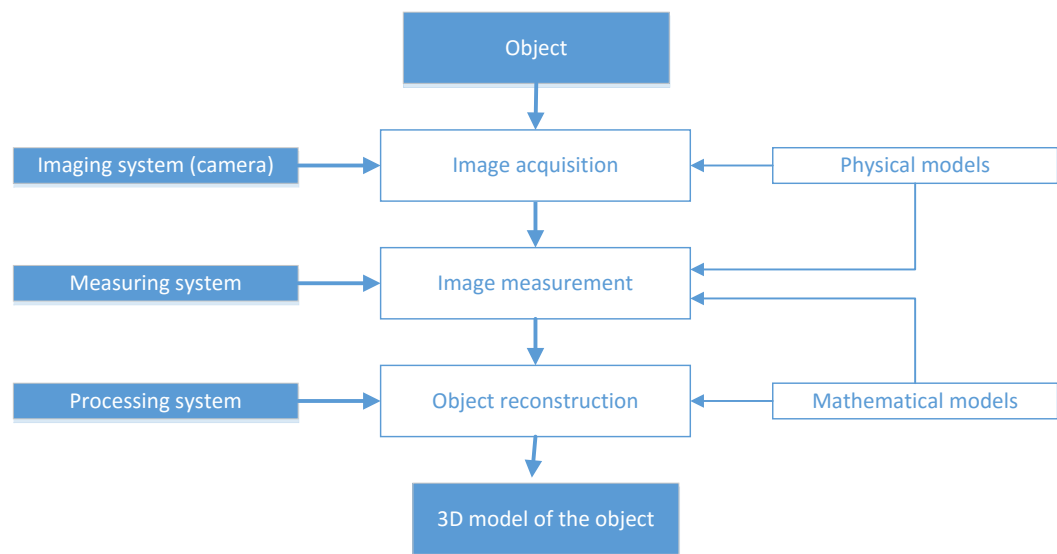 Object
Imaging system (camera)
Image acquisition
Physical models
Measuring system
Image measurement
Processing system
Object reconstruction
Mathematical models
3D model of the object